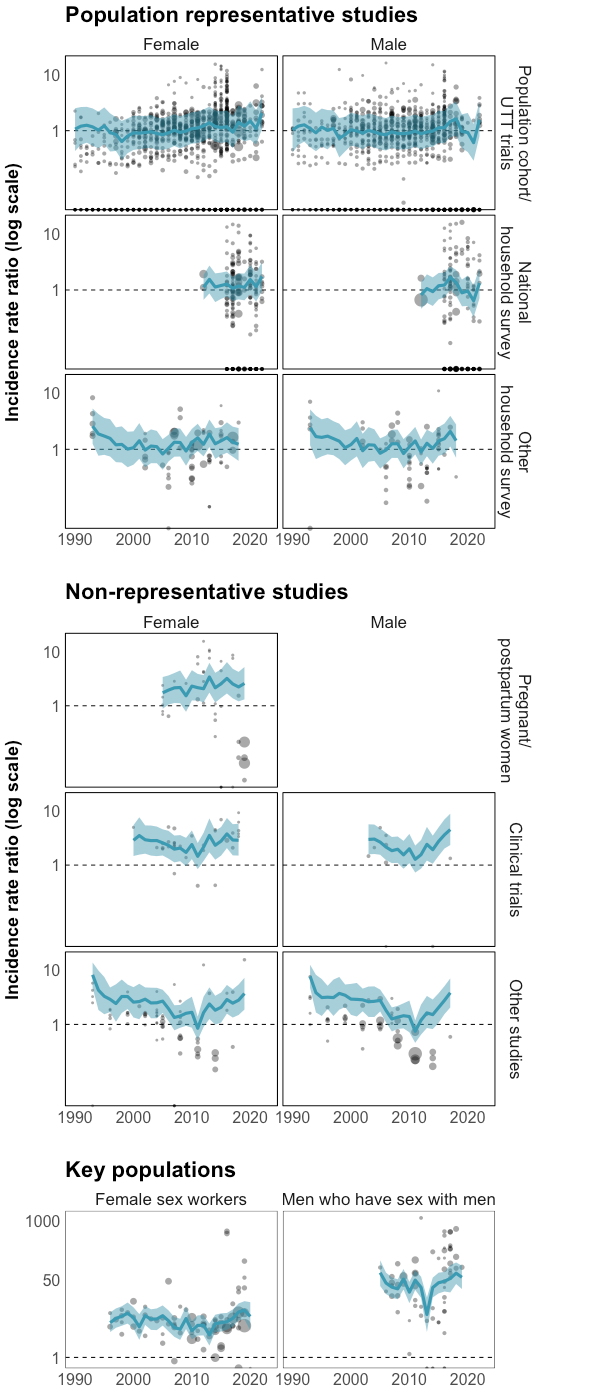 Population representative studies
Female
Male
10
1
Population cohort/
UTT trials
10
1
National
household survey
10
1
Other
household survey
Incidence rate ratio (log scale)
1990
2000
2010
2020
1990
2000
2010
2020
Non-representative studies
Female
Male
10
1
Pregnant/
postpartum women
10
1
Clinical trials
10
1
Other studies
Incidence rate ratio (log scale)
1990
2000
2010
2020
1990
2000
2010
2020
Key populations
Female sex workers
Men who have sex with men
1000
50
1
1990
2000
2010
2020
1990
2000
2010
2020